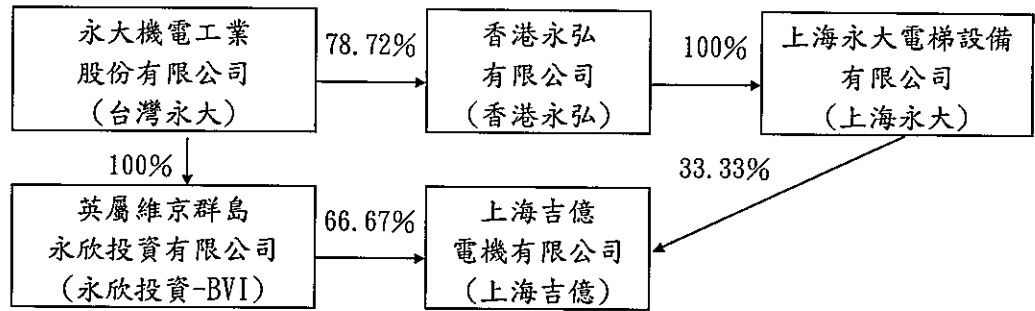 永大機電工業
股份有限公司
(台灣永大)
78.72%
香港永弘
有限公司
(香港永弘)
100%
上海永大電梯設備
有限公司
(上海永大)
100%
33.33%
英屬維京群島
永欣投資有限公司
(永欣投資-BVI)
66.67%
上海吉億
電機有限公司
(上海吉億)